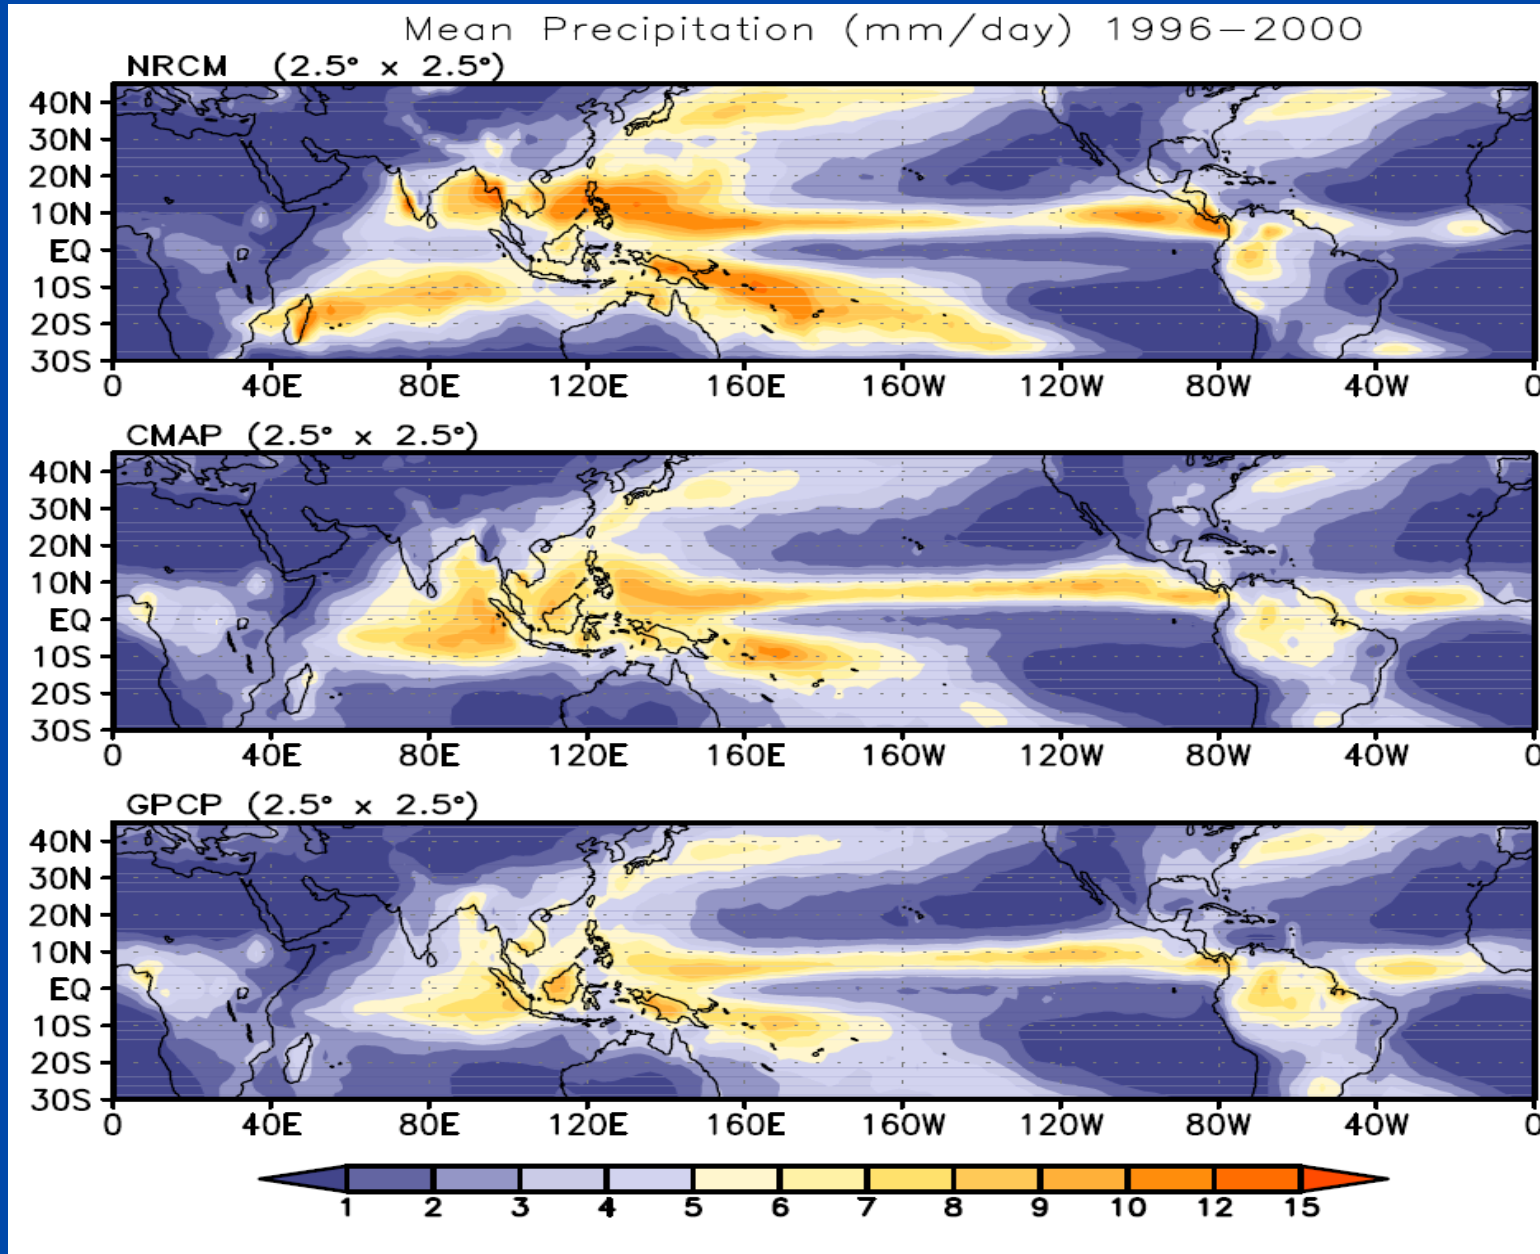 Mean Precipitation (mm/day) 1996-2000
NRCM (2.5° x 2.5°)
40N
30N
20N
10N
EQ
10S
20S
30S
0 40E 80E 120E 160E 160W 120W 80W 40W 0
CMAP (2.5° x 2.5°)
40N
30N
20N
10N
EQ
10S
20S
30S
0 40E 80E 120E 160E 160W 120W 80W 40W 0
GPCP (2.5° x 2.5°)
40N
30N
20N
10N
EQ
10S
20S
30S
0 40E 80E 120E 160E 160W 120W 80W 40W 0
1 2 3 4 5 6 7 8 9 10 12 15